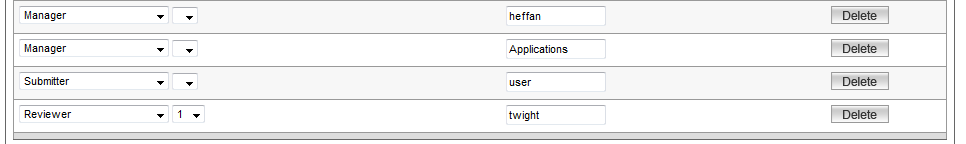 Manager heffan Delete
Manager Applications Delete
Submitter user Delete
Reviewer 1 twight Delete